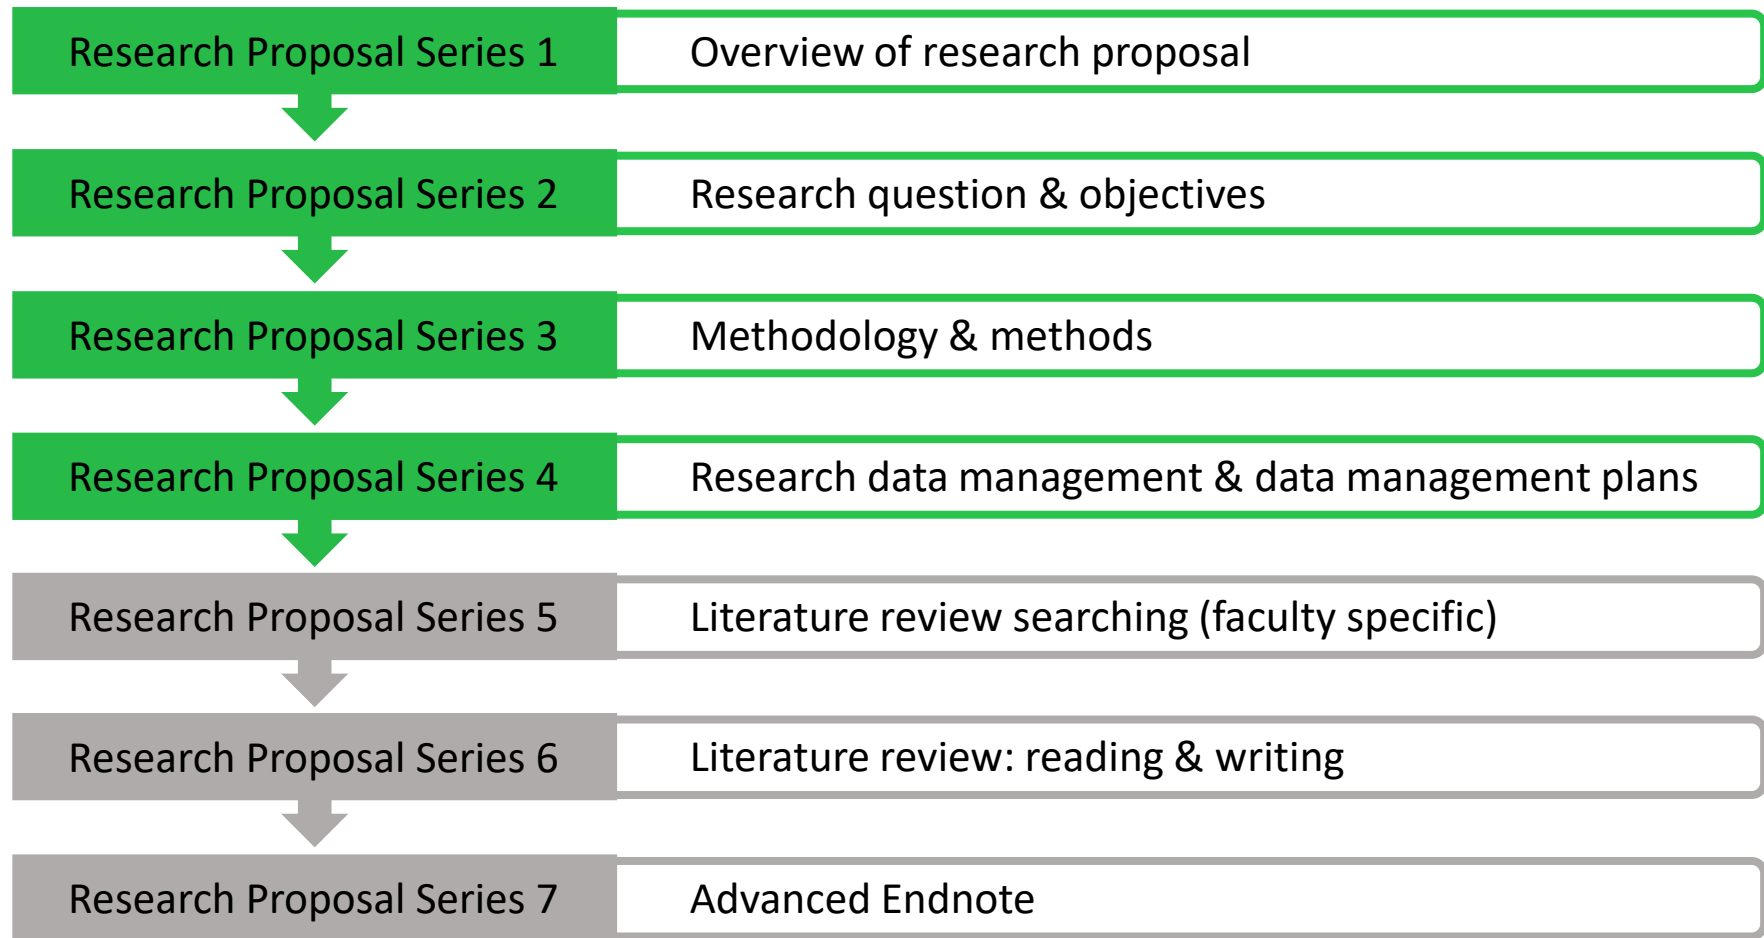 Research Proposal Series 1
Overview of research proposal
Research Proposal Series 2
Research question & objectives
Research Proposal Series 3
Methodology & methods
Research Proposal Series 4
Research data management & data management plans
Research Proposal Series 5
Literature review searching (faculty specific)
Research Proposal Series 6
Literature review: reading & writing
Research Proposal Series 7
Advanced Endnote